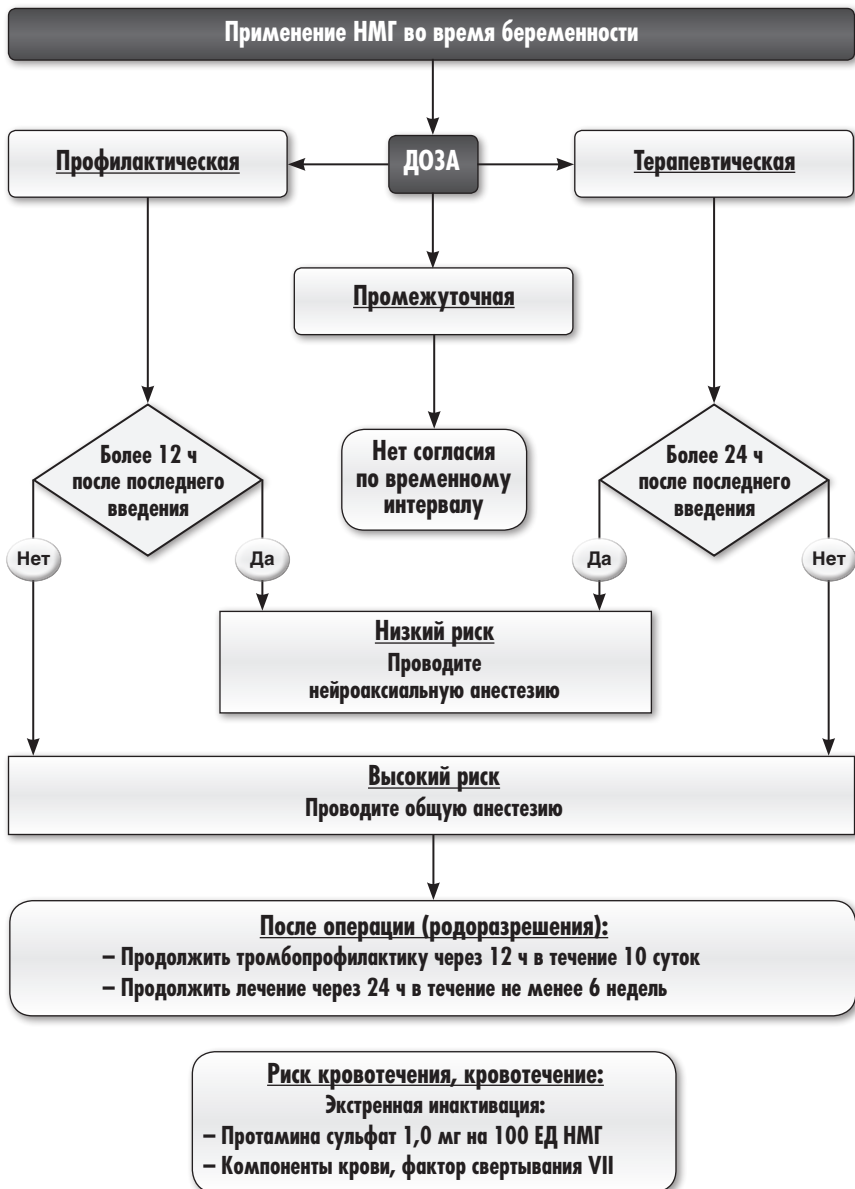 Применение НМГ во время беременности
Профилактическая
ДОЗА
Терапевтическая
Промежуточная
Более 12 ч
после последнего
введения
Нет согласия
по временному
интервалу
Более 24 ч
после последнего
введения
Нет
Да
Да
Нет
Низкий риск
Проводите
нейроаксиальную анестезию
Высокий риск
Проводите общую анестезию
После операции (родоразрешения):
– Продолжить тромбопрофилактику через 12 ч в течение 10 суток
– Продолжить лечение через 24 ч в течение не менее 6 недель
Риск кровотечения, кровотечение:
Экстренная инактивация:
– Протамина сульфат 1,0 мг на 100 ЕД НМГ
– Компоненты крови, фактор свертывания VII